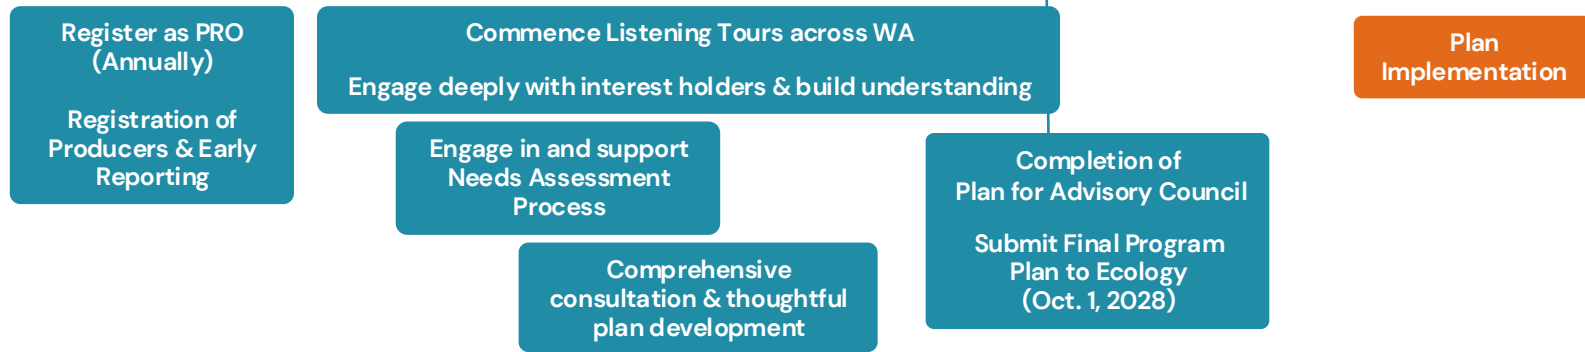 Register as PRO
(Annually)
Registration of
Producers & Early
Reporting
Commence Listening Tours across WA
Engage deeply with interest holders & build understanding
Engage in and support
Needs Assessment
Process
Comprehensive
consultation & thoughtful
plan development
Completion of
Plan for Advisory Council
Submit Final Program
Plan to Ecology
(Oct. 1, 2028)
Plan
Implementation